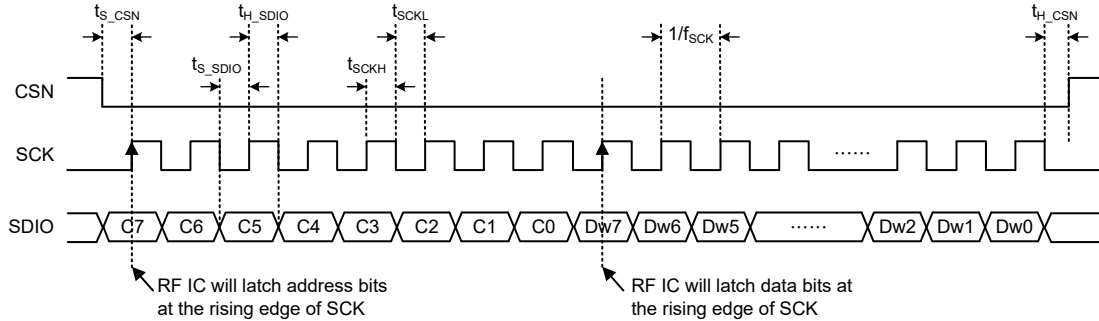 tS_CSN
tH_SDIO
tSCKL
1/fSCK
tH_CSN
tS_SDIO
tSCKH
CSN
SCK
······
SDIO
C7
C6
C5
C4
C3
C2
C1
C0
Dw7
Dw6
Dw5
······
Dw2
Dw1
Dw0
RF IC will latch address bits
at the rising edge of SCK
RF IC will latch data bits at
the rising edge of SCK